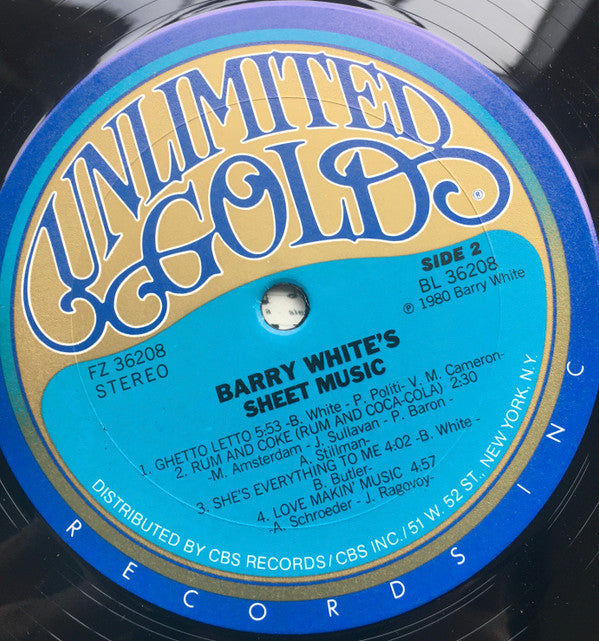 UNLIMITED
GOLD
®
SIDE 2
BL 36208
℗ 1980 Barry White
FZ 36208
STEREO
BARRY WHITE'S
SHEET MUSIC
1. GHETTO LETTO 5:53 -B. White - P. Politi- V. M. Cameron-
2. RUM AND COKE (RUM AND COCA-COLA) 2:30
-M. Amsterdam - J. Sullavan - P. Baron -
A. Stillman-
3. SHE'S EVERYTHING TO ME 4:02 -B. White -
B. Butler-
4. LOVE MAKIN' MUSIC 4:57
-A. Schroeder - J. Ragovoy-
DISTRIBUTED BY CBS RECORDS/CBS INC./51 W. 52 ST., NEW YORK, N.Y.
RECORDS INC